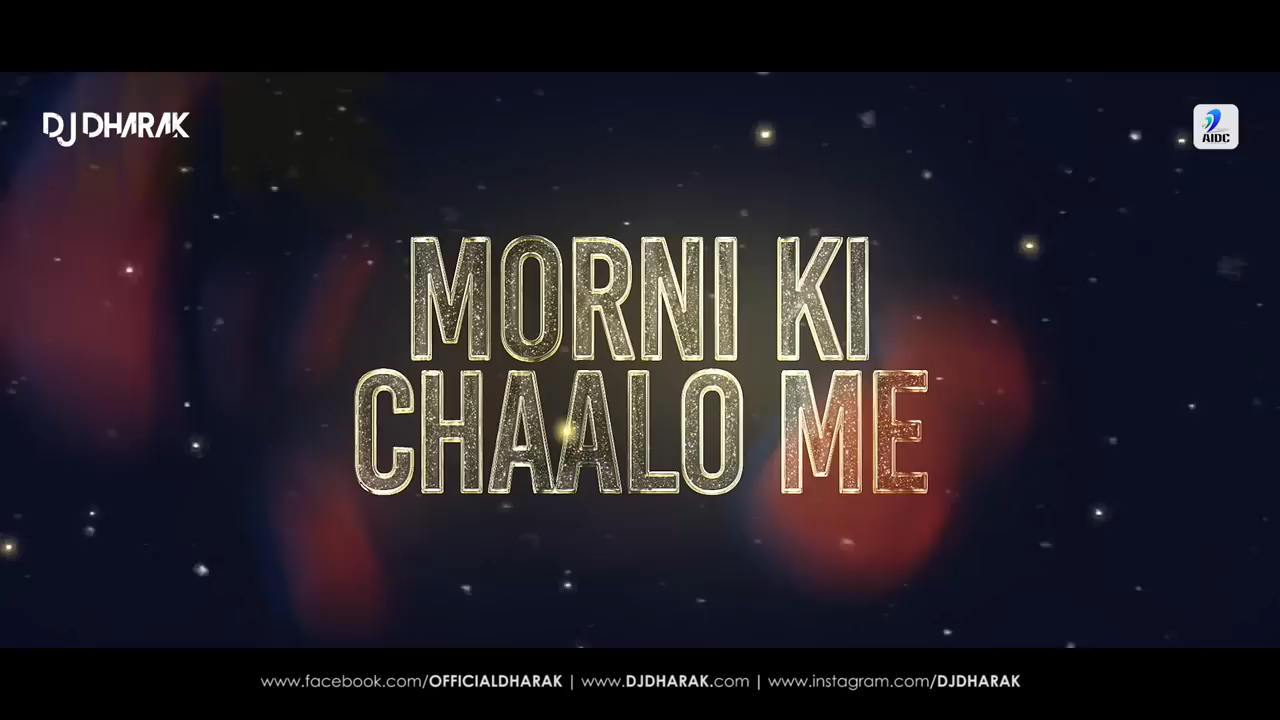 DJ DHARAK
AIDC
MORNI KI
CHAALO ME
www.facebook.com/OFFICIALDHARAK | www.DJDHARAK.com | www.instagram.com/DJDHARAK